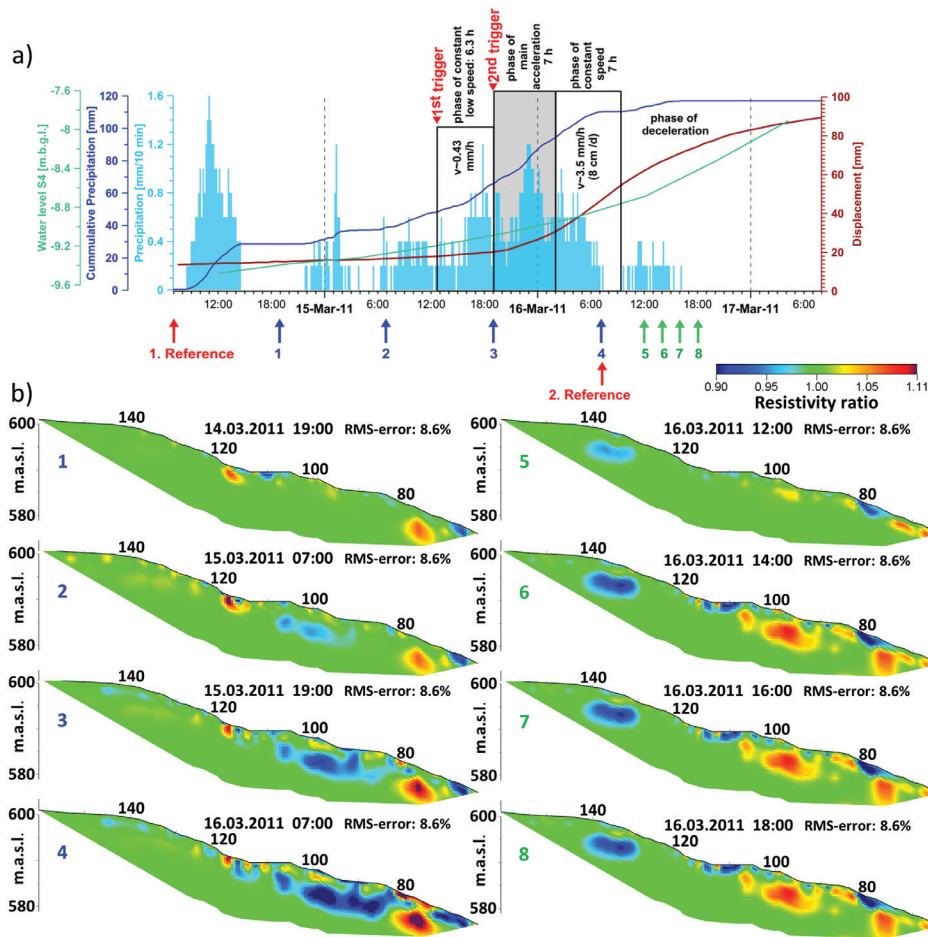 a)
1st trigger
phase of constant
low speed: 6.3 h
2nd trigger
phase of
main
acceleration
7 h
phase of
constant
speed
7 h
v~0.43
mm/h
v~3.5 mm/h
(8 cm /d)
phase of
deceleration
Water level S4 [m.b.g.l.]
-7.6
-8
-8.4
-8.8
-9.2
-9.6
Cummulative Precipitation [mm]
120
100
80
60
40
20
0
Precipitation [mm/10 min]
1.6
1.2
0.8
0.4
0
100
80
60
40
20
0
Displacement [mm]
12:00 18:00 15-Mar-11 6:00 12:00 18:00 16-Mar-11 6:00 12:00 18:00 17-Mar-11 6:00
1. Reference 1 2 3 4 5 6 7 8
2. Reference
0.90 0.95 1.00 1.05 1.11
Resistivity ratio
b)
600
580
m.a.s.l.
1
140
120
100
80
14.03.2011 19:00 RMS-error: 8.6%
600
580
m.a.s.l.
5
140
120
100
80
16.03.2011 12:00 RMS-error: 8.6%
600
580
m.a.s.l.
2
140
120
100
80
15.03.2011 07:00 RMS-error: 8.6%
600
580
m.a.s.l.
6
140
120
100
80
16.03.2011 14:00 RMS-error: 8.6%
600
580
m.a.s.l.
3
140
120
100
80
15.03.2011 19:00 RMS-error: 8.6%
600
580
m.a.s.l.
7
140
120
100
80
16.03.2011 16:00 RMS-error: 8.6%
600
580
m.a.s.l.
4
140
120
100
80
16.03.2011 07:00 RMS-error: 8.6%
600
580
m.a.s.l.
8
140
120
100
80
16.03.2011 18:00 RMS-error: 8.6%